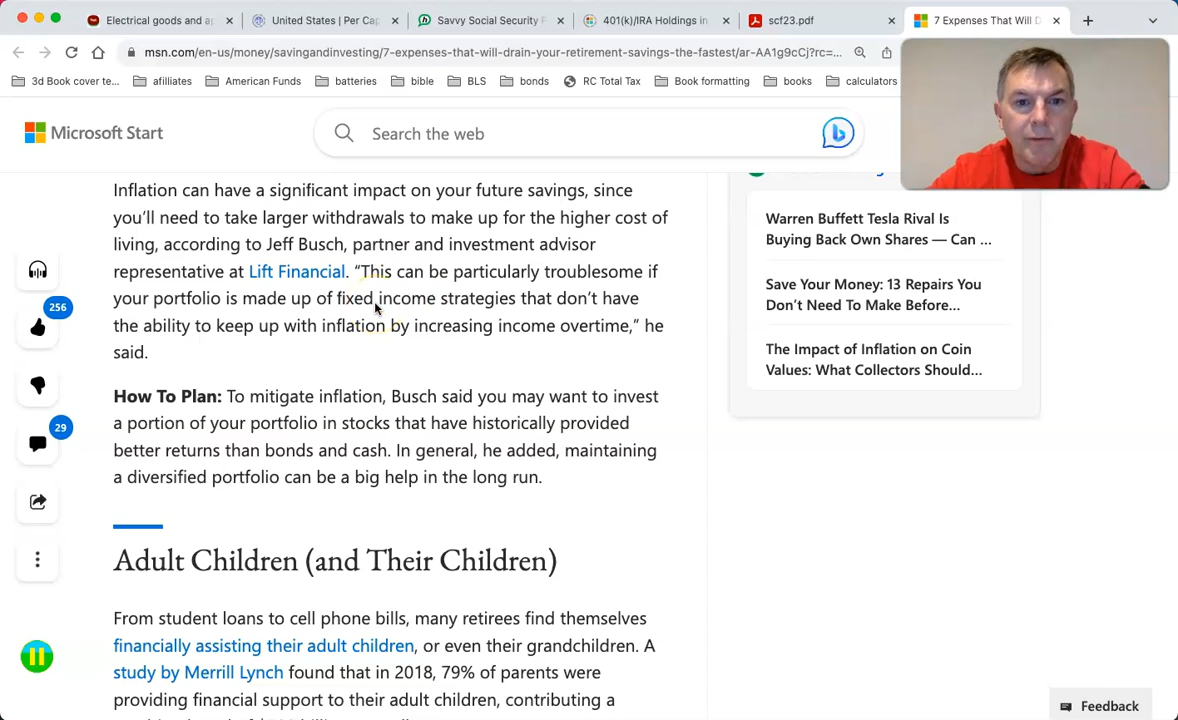 Electrical goods and ap
United States | Per Cap
Savvy Social Security F
401(k)/IRA Holdings in
scf23.pdf
7 Expenses That Will D
msn.com/en-us/money/savingandinvesting/7-expenses-that-will-drain-your-retirement-savings-the-fastest/ar-AA1g9cCj?rc=...
3d Book cover te...
afilliates
American Funds
batteries
bible
BLS
bonds
RC Total Tax
Book formatting
books
calculators
Microsoft Start
Search the web
Inflation can have a significant impact on your future savings, since
you’ll need to take larger withdrawals to make up for the higher cost of
living, according to Jeff Busch, partner and investment advisor
representative at Lift Financial. “This can be particularly troublesome if
your portfolio is made up of fixed income strategies that don’t have
the ability to keep up with inflation by increasing income overtime,” he
said.
How To Plan: To mitigate inflation, Busch said you may want to invest
a portion of your portfolio in stocks that have historically provided
better returns than bonds and cash. In general, he added, maintaining
a diversified portfolio can be a big help in the long run.
Adult Children (and Their Children)
From student loans to cell phone bills, many retirees find themselves
financially assisting their adult children, or even their grandchildren. A
study by Merrill Lynch found that in 2018, 79% of parents were
providing financial support to their adult children, contributing a
256
29
Warren Buffett Tesla Rival Is
Buying Back Own Shares — Can ...
Save Your Money: 13 Repairs You
Don’t Need To Make Before...
The Impact of Inflation on Coin
Values: What Collectors Should...
Feedback